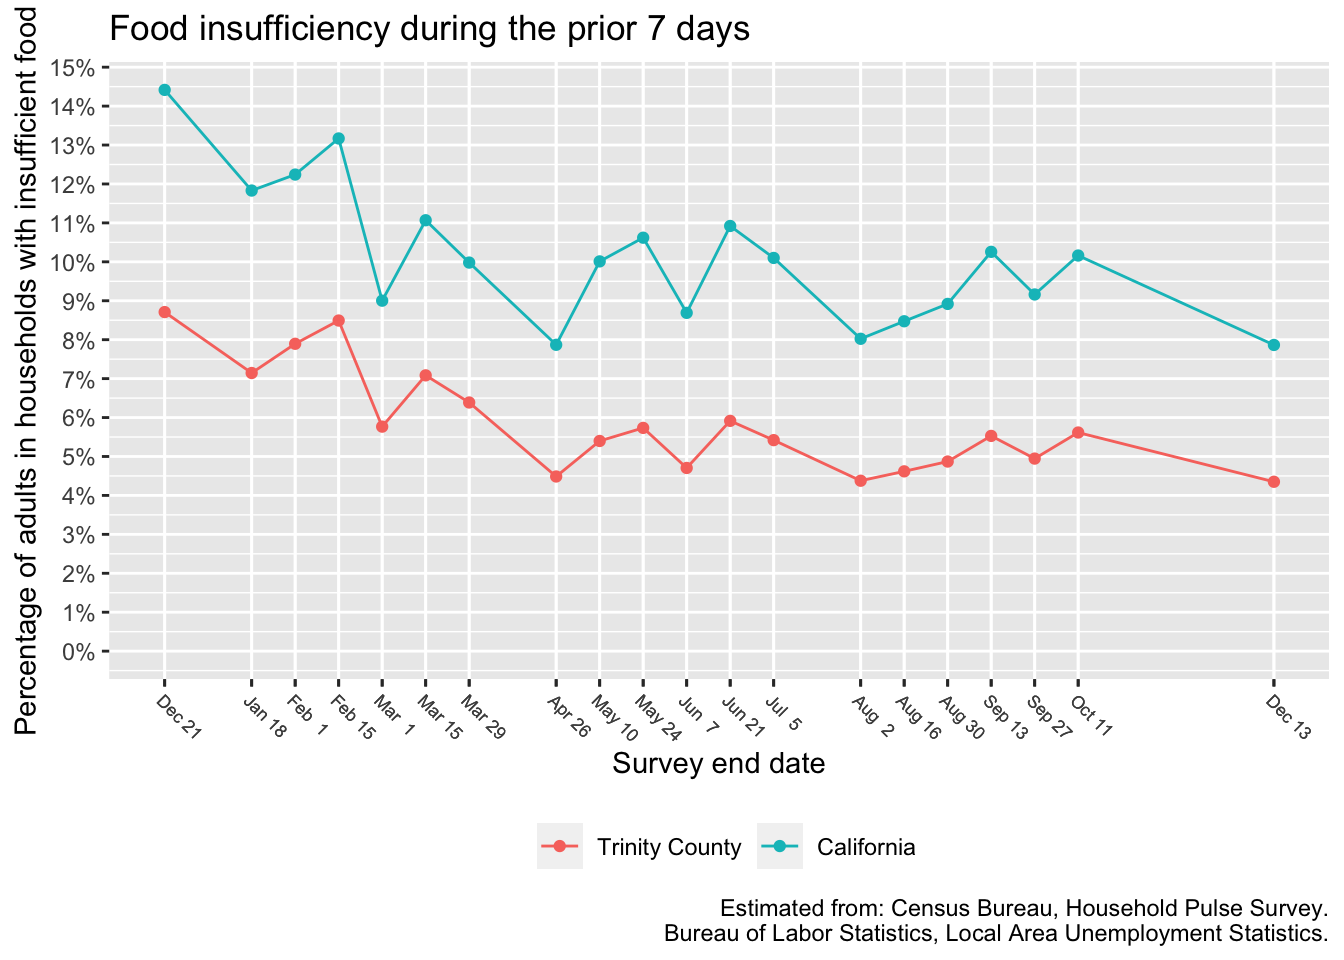 Food insufficiency during the prior 7 days
Percentage of adults in households with insufficient food
15%
14%
13%
12%
11%
10%
9%
8%
7%
6%
5%
4%
3%
2%
1%
0%
Dec 21
Jan 18
Feb 1
Feb 15
Mar 1
Mar 15
Mar 29
Apr 26
May 10
May 24
Jun 7
Jun 21
Jul 5
Aug 2
Aug 16
Aug 30
Sep 13
Sep 27
Oct 11
Dec 13
Survey end date
Trinity County
California
Estimated from: Census Bureau, Household Pulse Survey.
Bureau of Labor Statistics, Local Area Unemployment Statistics.